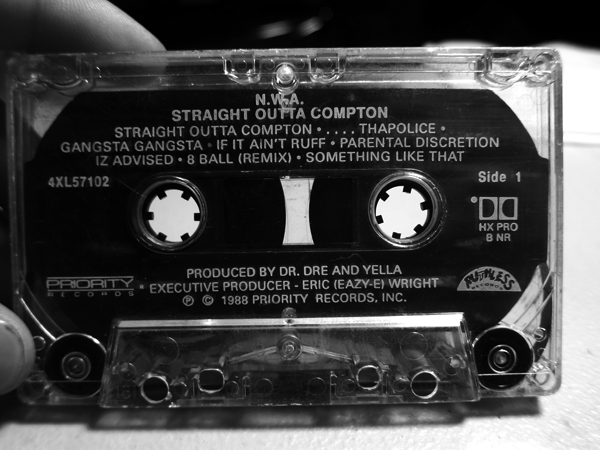 N.W.A.
STRAIGHT OUTTA COMPTON
STRAIGHT OUTTA COMPTON • . . . . THAPOLICE •
GANGSTA GANGSTA • IF IT AiN'T RUFF • PARENTAL DISCRETION
IZ ADVISED • 8 BALL (REMIX) • SOMETHING LIKE THAT
4XL57102
Side 1
HX PRO
B NR
PRODUCED BY DR. DRE AND YELLA
EXECUTIVE PRODUCER - ERIC (EAZY-E) WRIGHT
℗ © 1988 PRIORITY RECORDS, INC.
PRIORITY
RECORDS
RUTHLESS
RECORDS